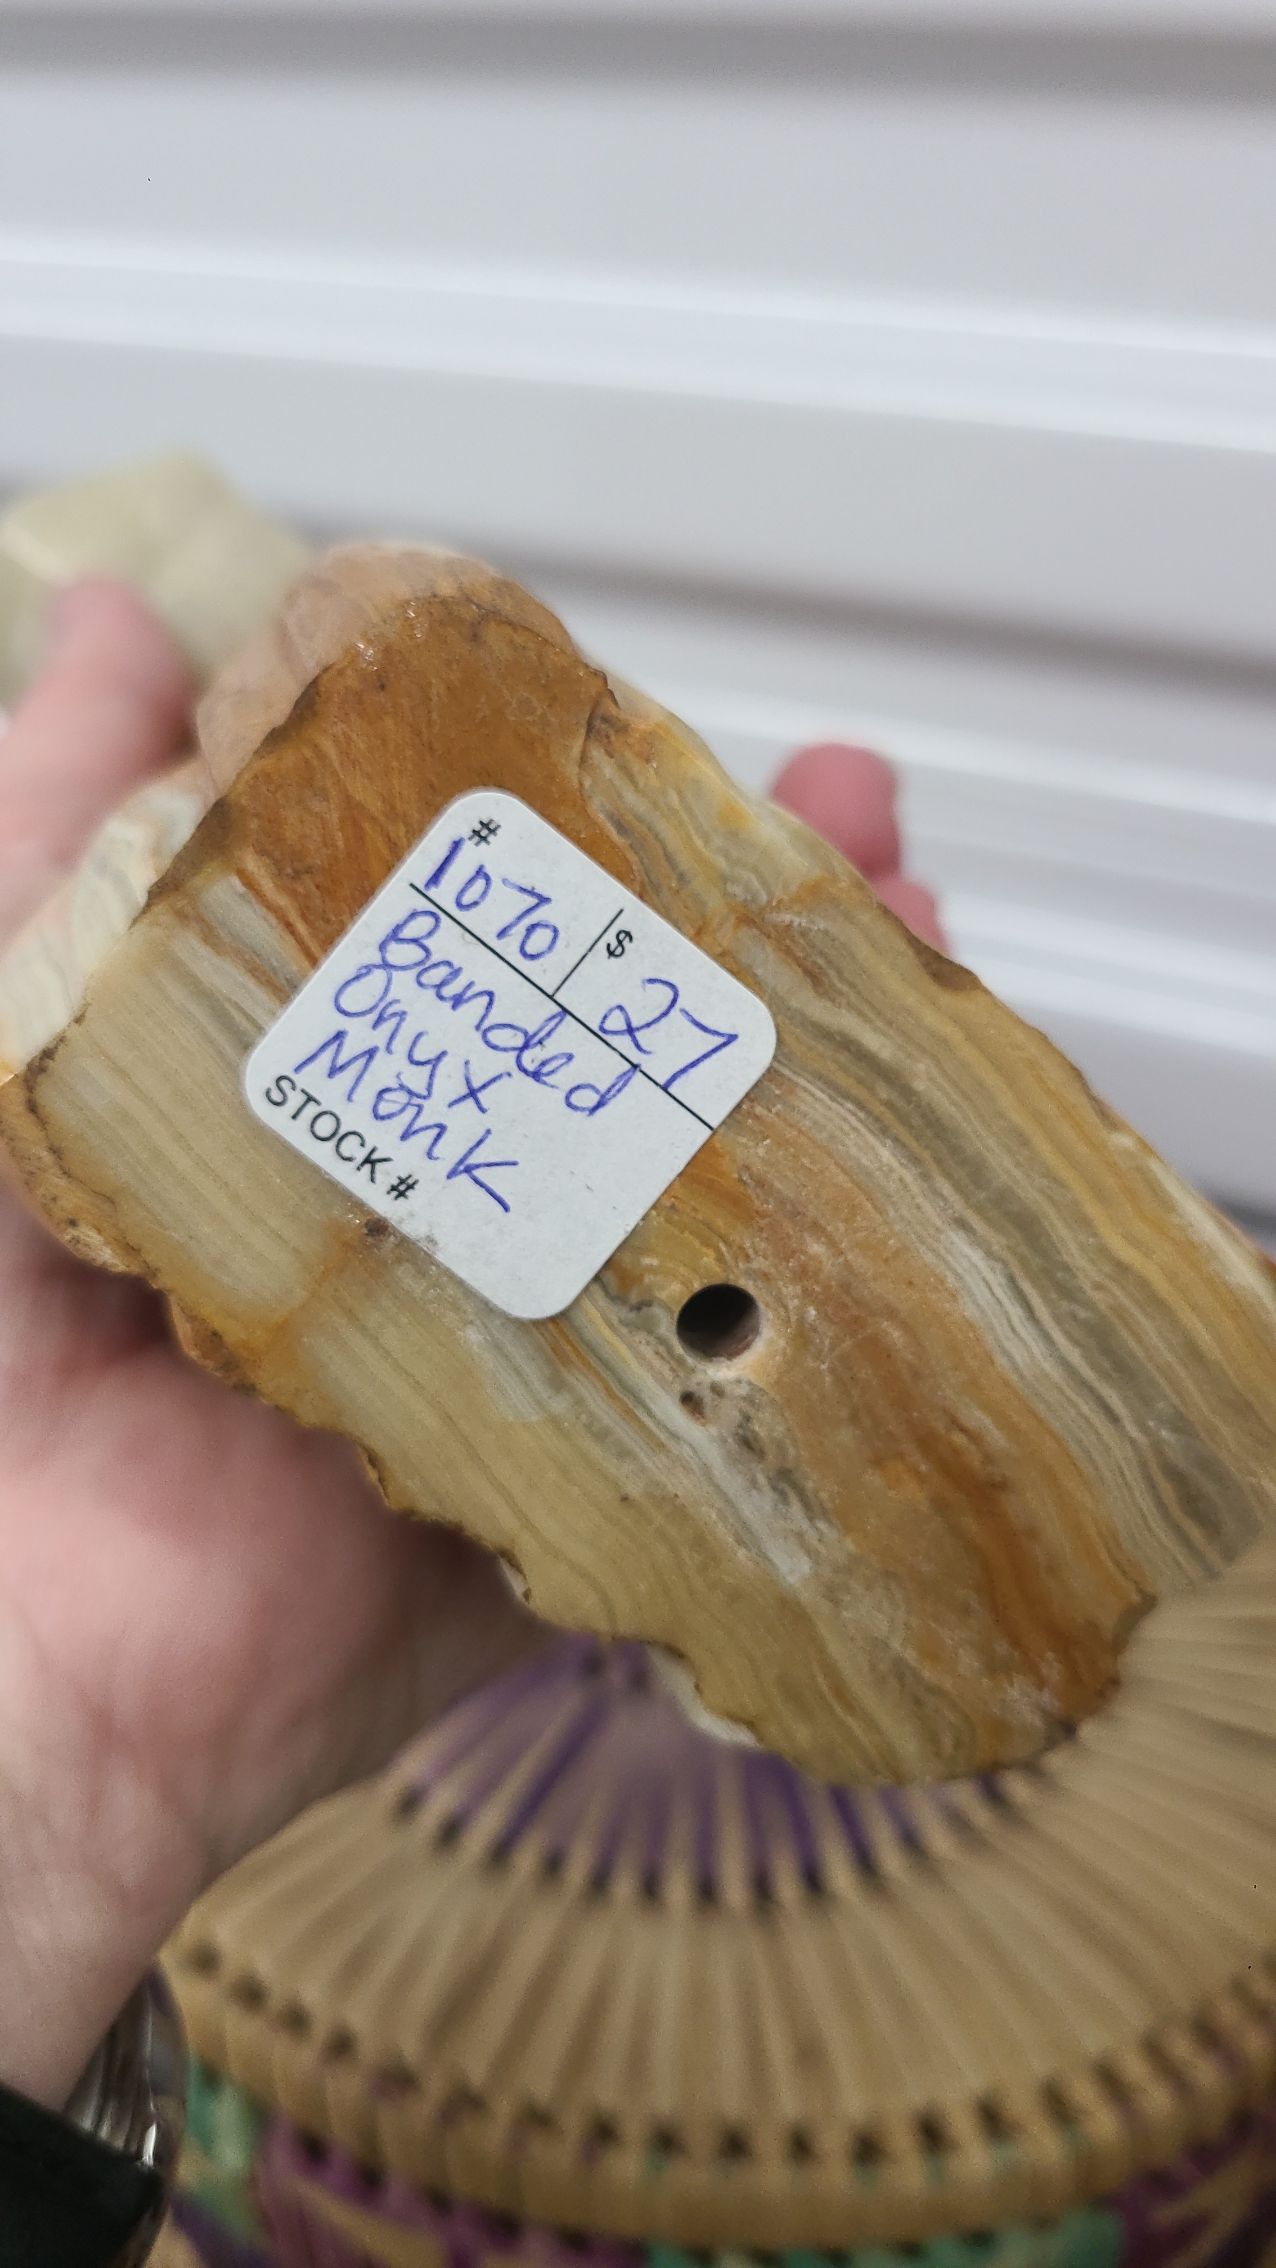 #
1070
$ 27
Banded
Onyx
Monk
STOCK #